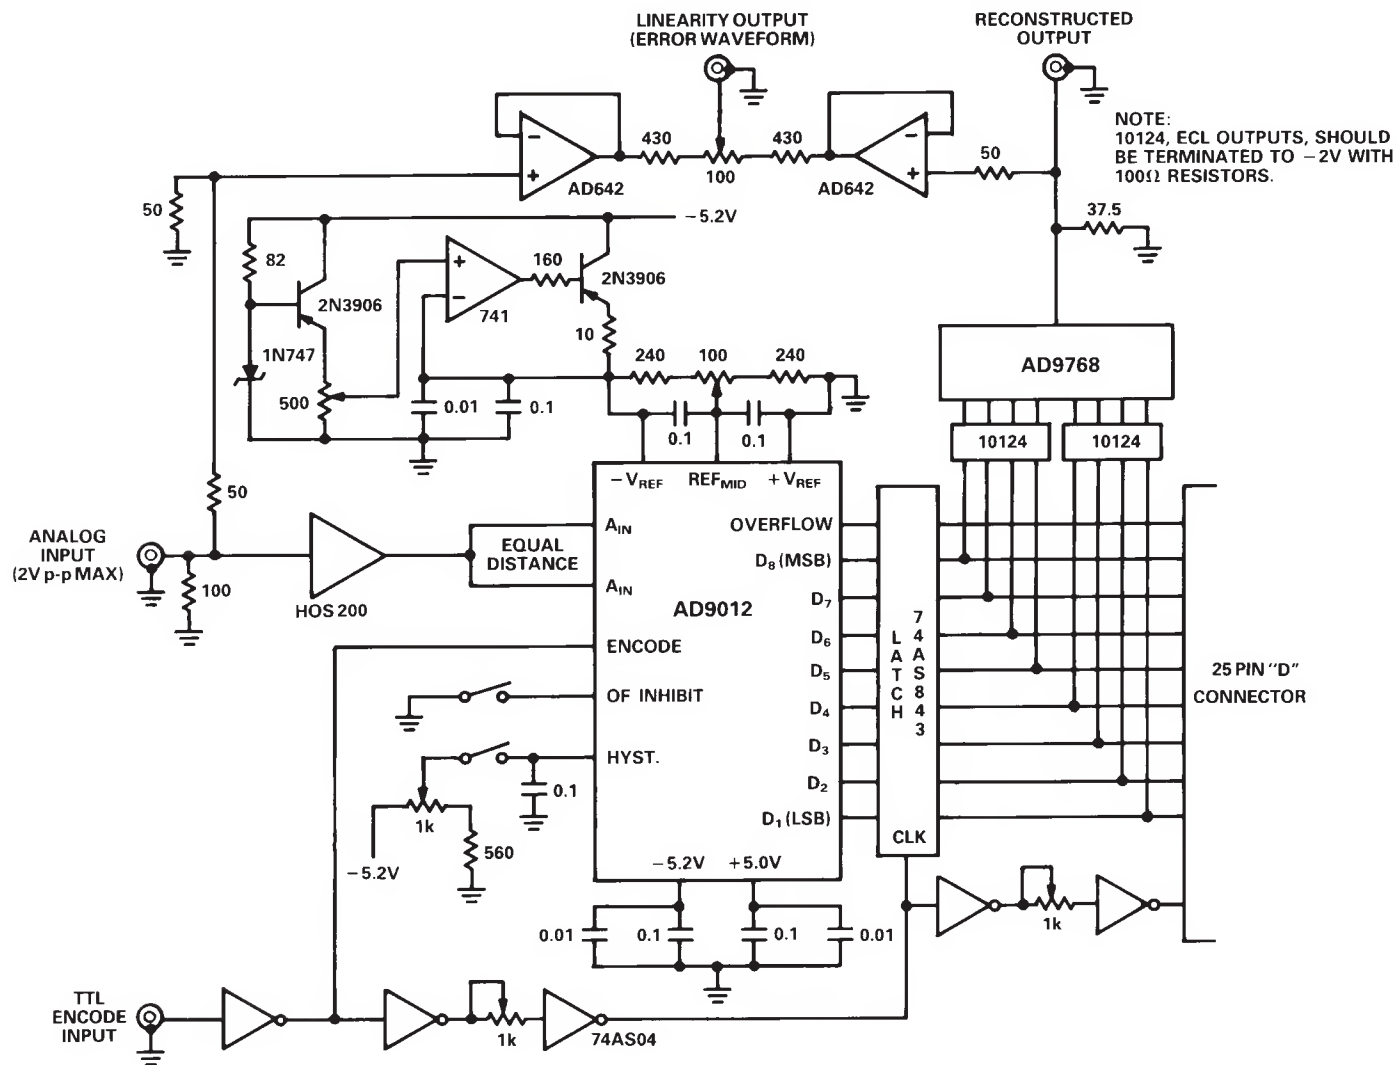 LINEARITY OUTPUT
(ERROR WAVEFORM)
RECONSTRUCTED
OUTPUT
NOTE:
10124, ECL OUTPUTS, SHOULD
BE TERMINATED TO −2V WITH
100Ω RESISTORS.
−
+
AD642
430
100
430
−
+
AD642
50
37.5
50
82
2N3906
1N747
500
−5.2V
+
−
741
160
2N3906
10
0.01
0.1
240
100
240
0.1
0.1
AD9768
10124
10124
50
ANALOG
INPUT
(2V p-p MAX)
100
HOS 200
EQUAL
DISTANCE
−VREF
REFMID
+VREF
AIN
AIN
ENCODE
OF INHIBIT
HYST.
AD9012
OVERFLOW
D8 (MSB)
D7
D6
D5
D4
D3
D2
D1 (LSB)
−5.2V
+5.0V
LATCH
74AS843
CLK
25 PIN "D"
CONNECTOR
0.1
1k
−5.2V
560
0.01
0.1
0.1
0.01
1k
TTL
ENCODE
INPUT
1k
74AS04